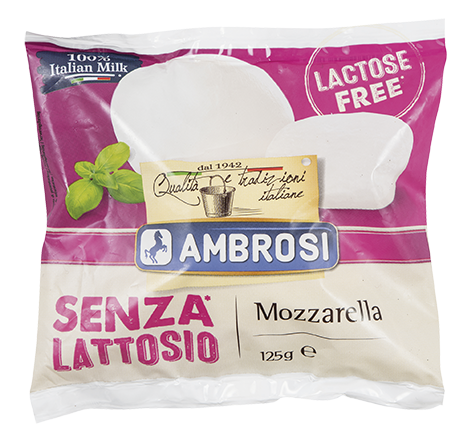 100%
Italian Milk
LACTOSE
FREE*
dal 1942
Qualità e tradizioni
italiane
AMBROSI
SENZA*
LATTOSIO
Mozzarella
125g ℮